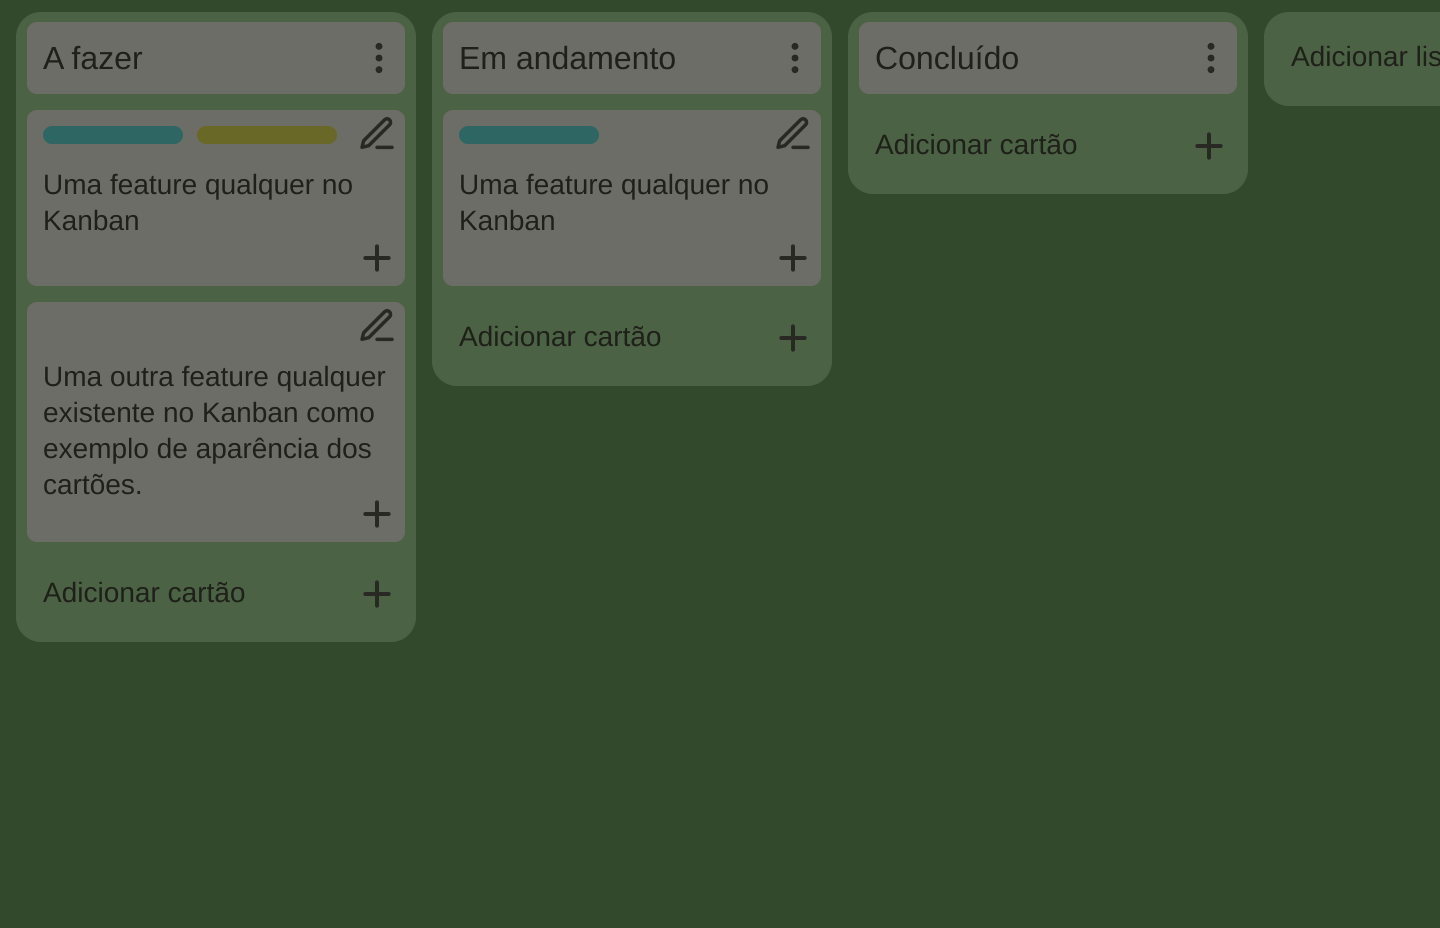 A fazer
Uma feature qualquer no
Kanban
Uma outra feature qualquer
existente no Kanban como
exemplo de aparência dos
cartões.
Adicionar cartão
Em andamento
Uma feature qualquer no
Kanban
Adicionar cartão
Concluído
Adicionar cartão
Adicionar lis